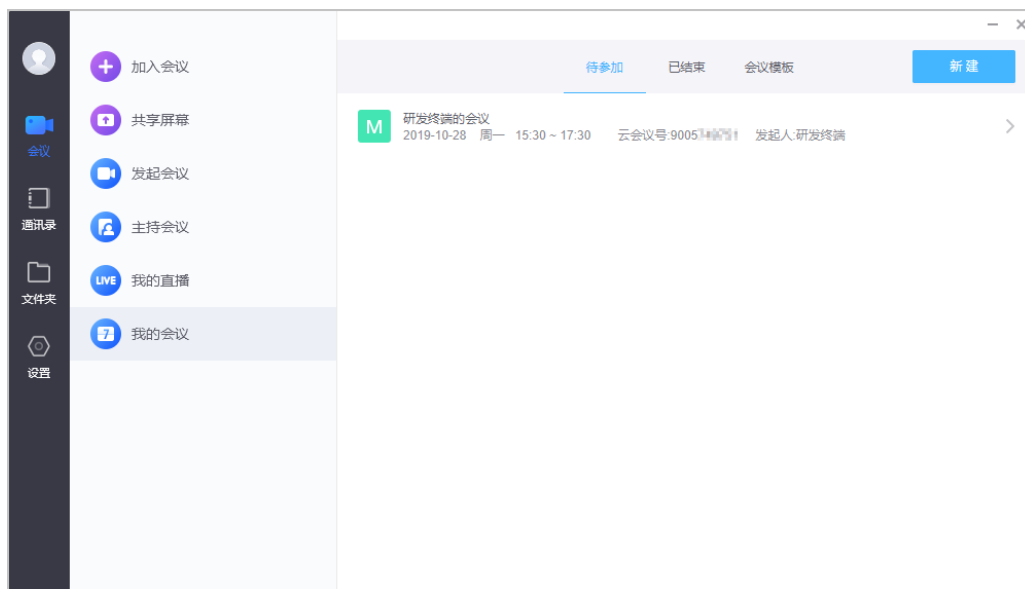 会议
通讯录
文件夹
设置
加入会议
共享屏幕
发起会议
主持会议
LIVE 我的直播
7 我的会议
待参加 已结束 会议模板 新建
M 研发终端的会议
2019-10-28 周一 15:30 ~ 17:30 云会议号:9005 发起人:研发终端